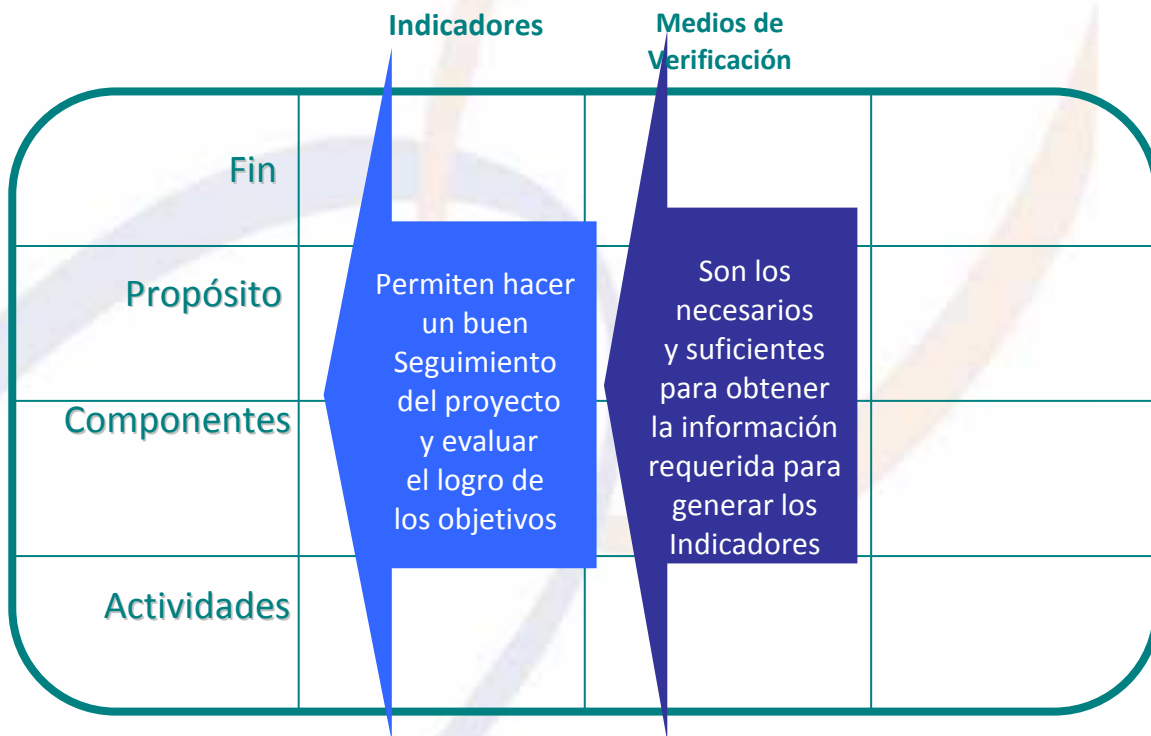 Indicadores
Medios de
Verificación
Fin
Propósito
Componentes
Actividades
Permiten hacer
un buen
Seguimiento
del proyecto
y evaluar
el logro de
los objetivos
Son los
necesarios
y suficientes
para obtener
la información
requerida para
generar los
Indicadores